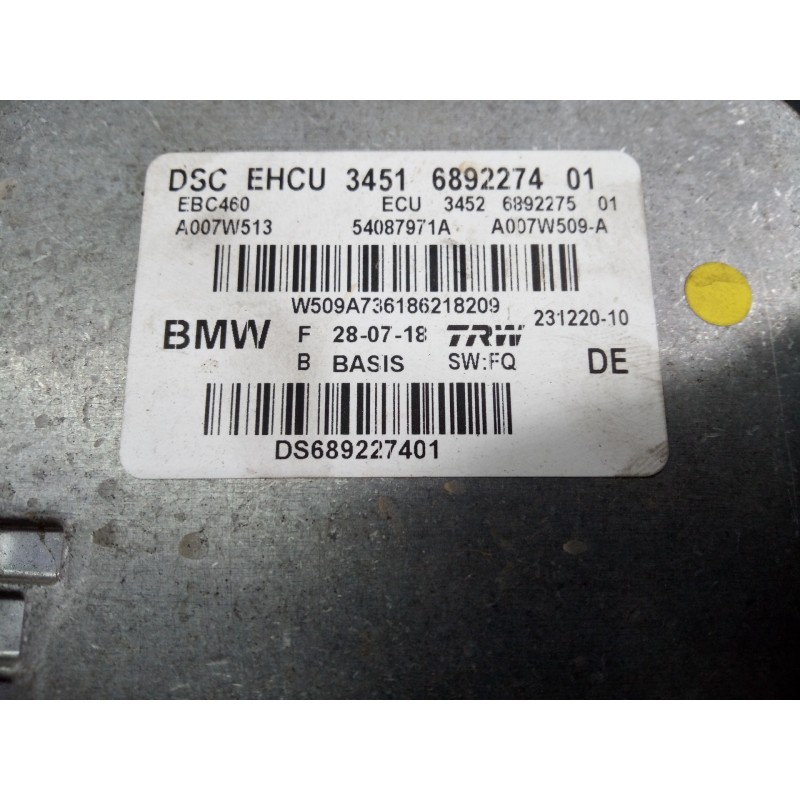 DSC EHCU 3451 6892274 01
EBC460 ECU 3452 6892275 01
A007W513 54087971A A007W509-A
W509A736186218209
BMW F 28-07-18 TRW 231220-10
B BASIS SW:FQ DE
DS689227401